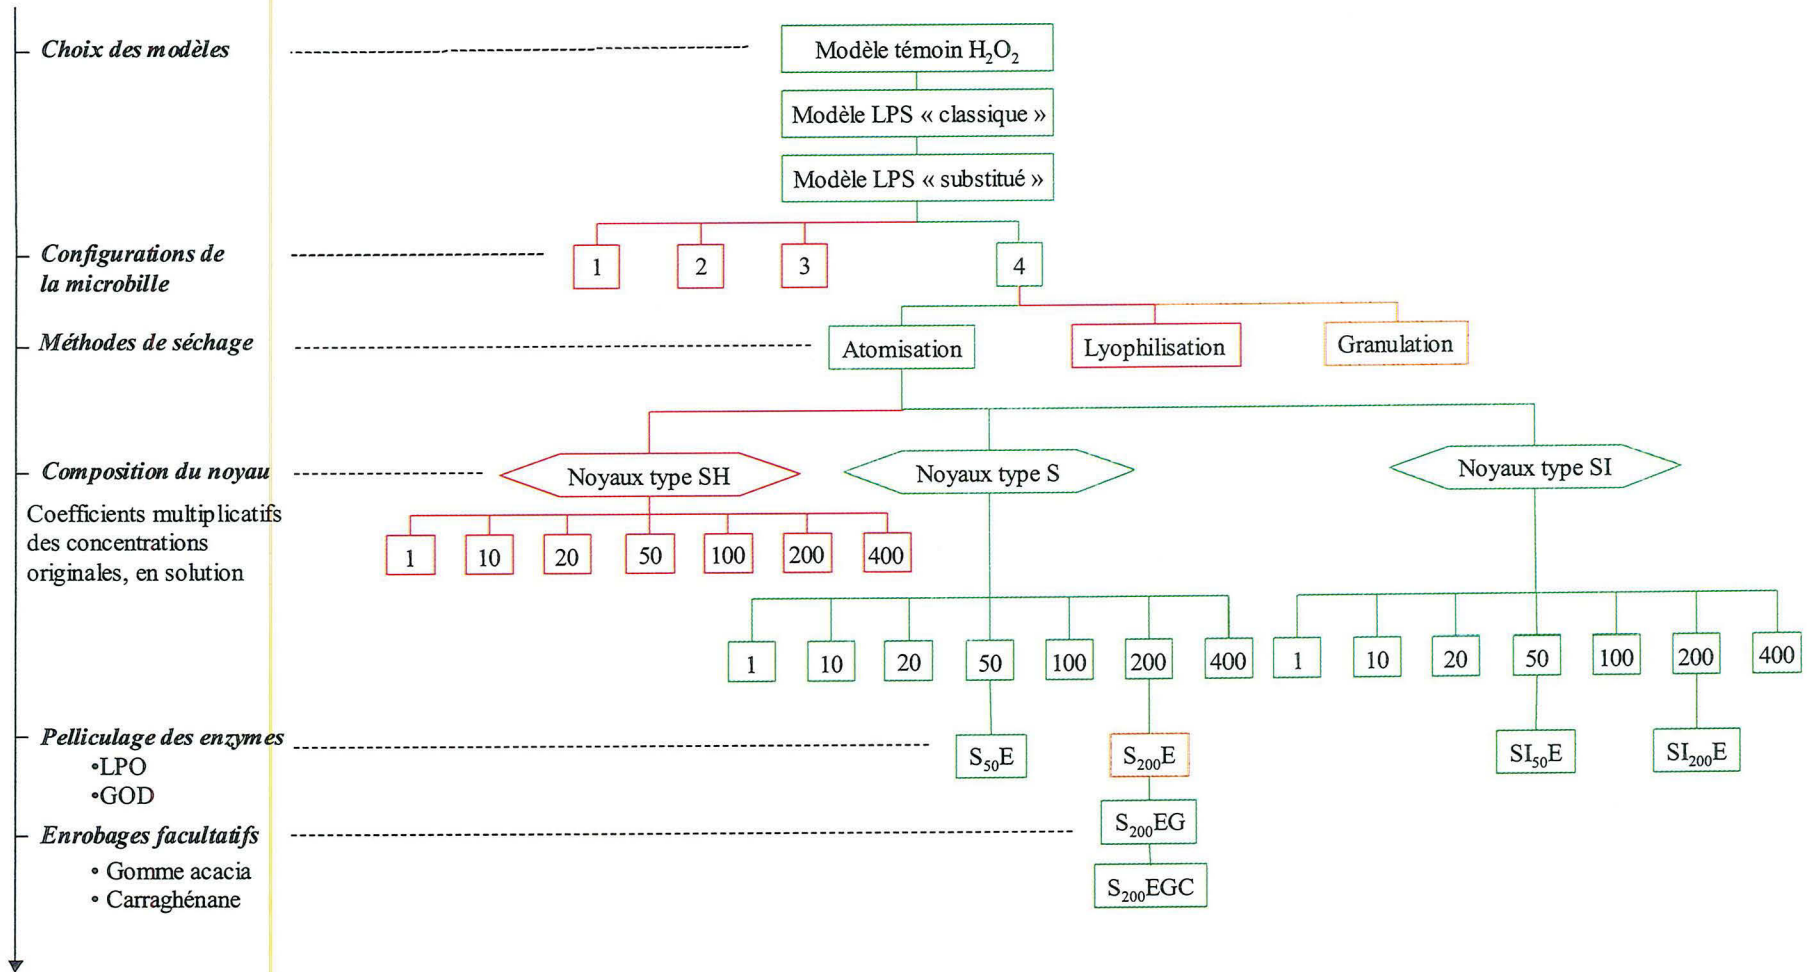 Choix des modèles
Modèle témoin H₂O₂
Modèle LPS « classique »
Modèle LPS « substitué »
Configurations de
la microbille
1 2 3 4
Méthodes de séchage
Atomisation Lyophilisation Granulation
Composition du noyau
Noyaux type SH Noyaux type S Noyaux type SI
Coefficients multiplicatifs
des concentrations
originales, en solution
1 10 20 50 100 200 400
1 10 20 50 100 200 400
1 10 20 50 100 200 400
Pelliculage des enzymes
•LPO
•GOD
S₅₀E S₂₀₀E SI₅₀E SI₂₀₀E
Enrobages facultatifs
• Gomme acacia
• Carraghénane
S₂₀₀EG
S₂₀₀EGC